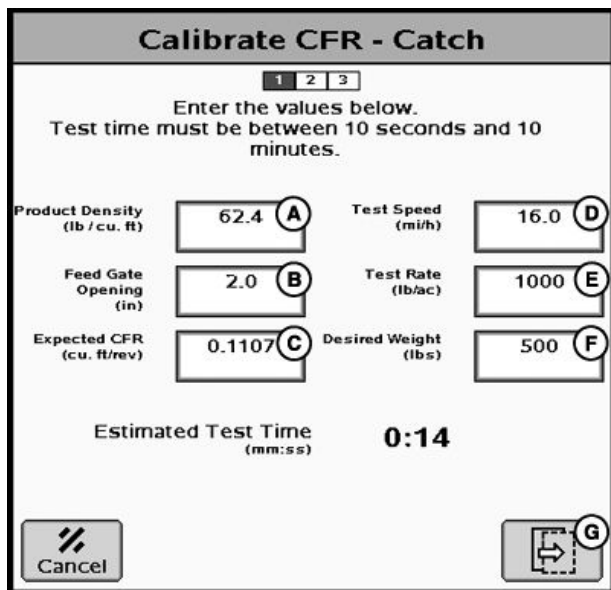 Calibrate CFR - Catch
1 2 3
Enter the values below.
Test time must be between 10 seconds and 10
minutes.
Product Density
(lb / cu. ft)
62.4 A
Test Speed
(mi/h)
16.0 D
Feed Gate
Opening
(in)
2.0 B
Test Rate
(lb/ac)
1000 E
Expected CFR
(cu. ft/rev)
0.1107 C
Desired Weight
(lbs)
500 F
Estimated Test Time
(mm:ss)
0:14
Cancel
G